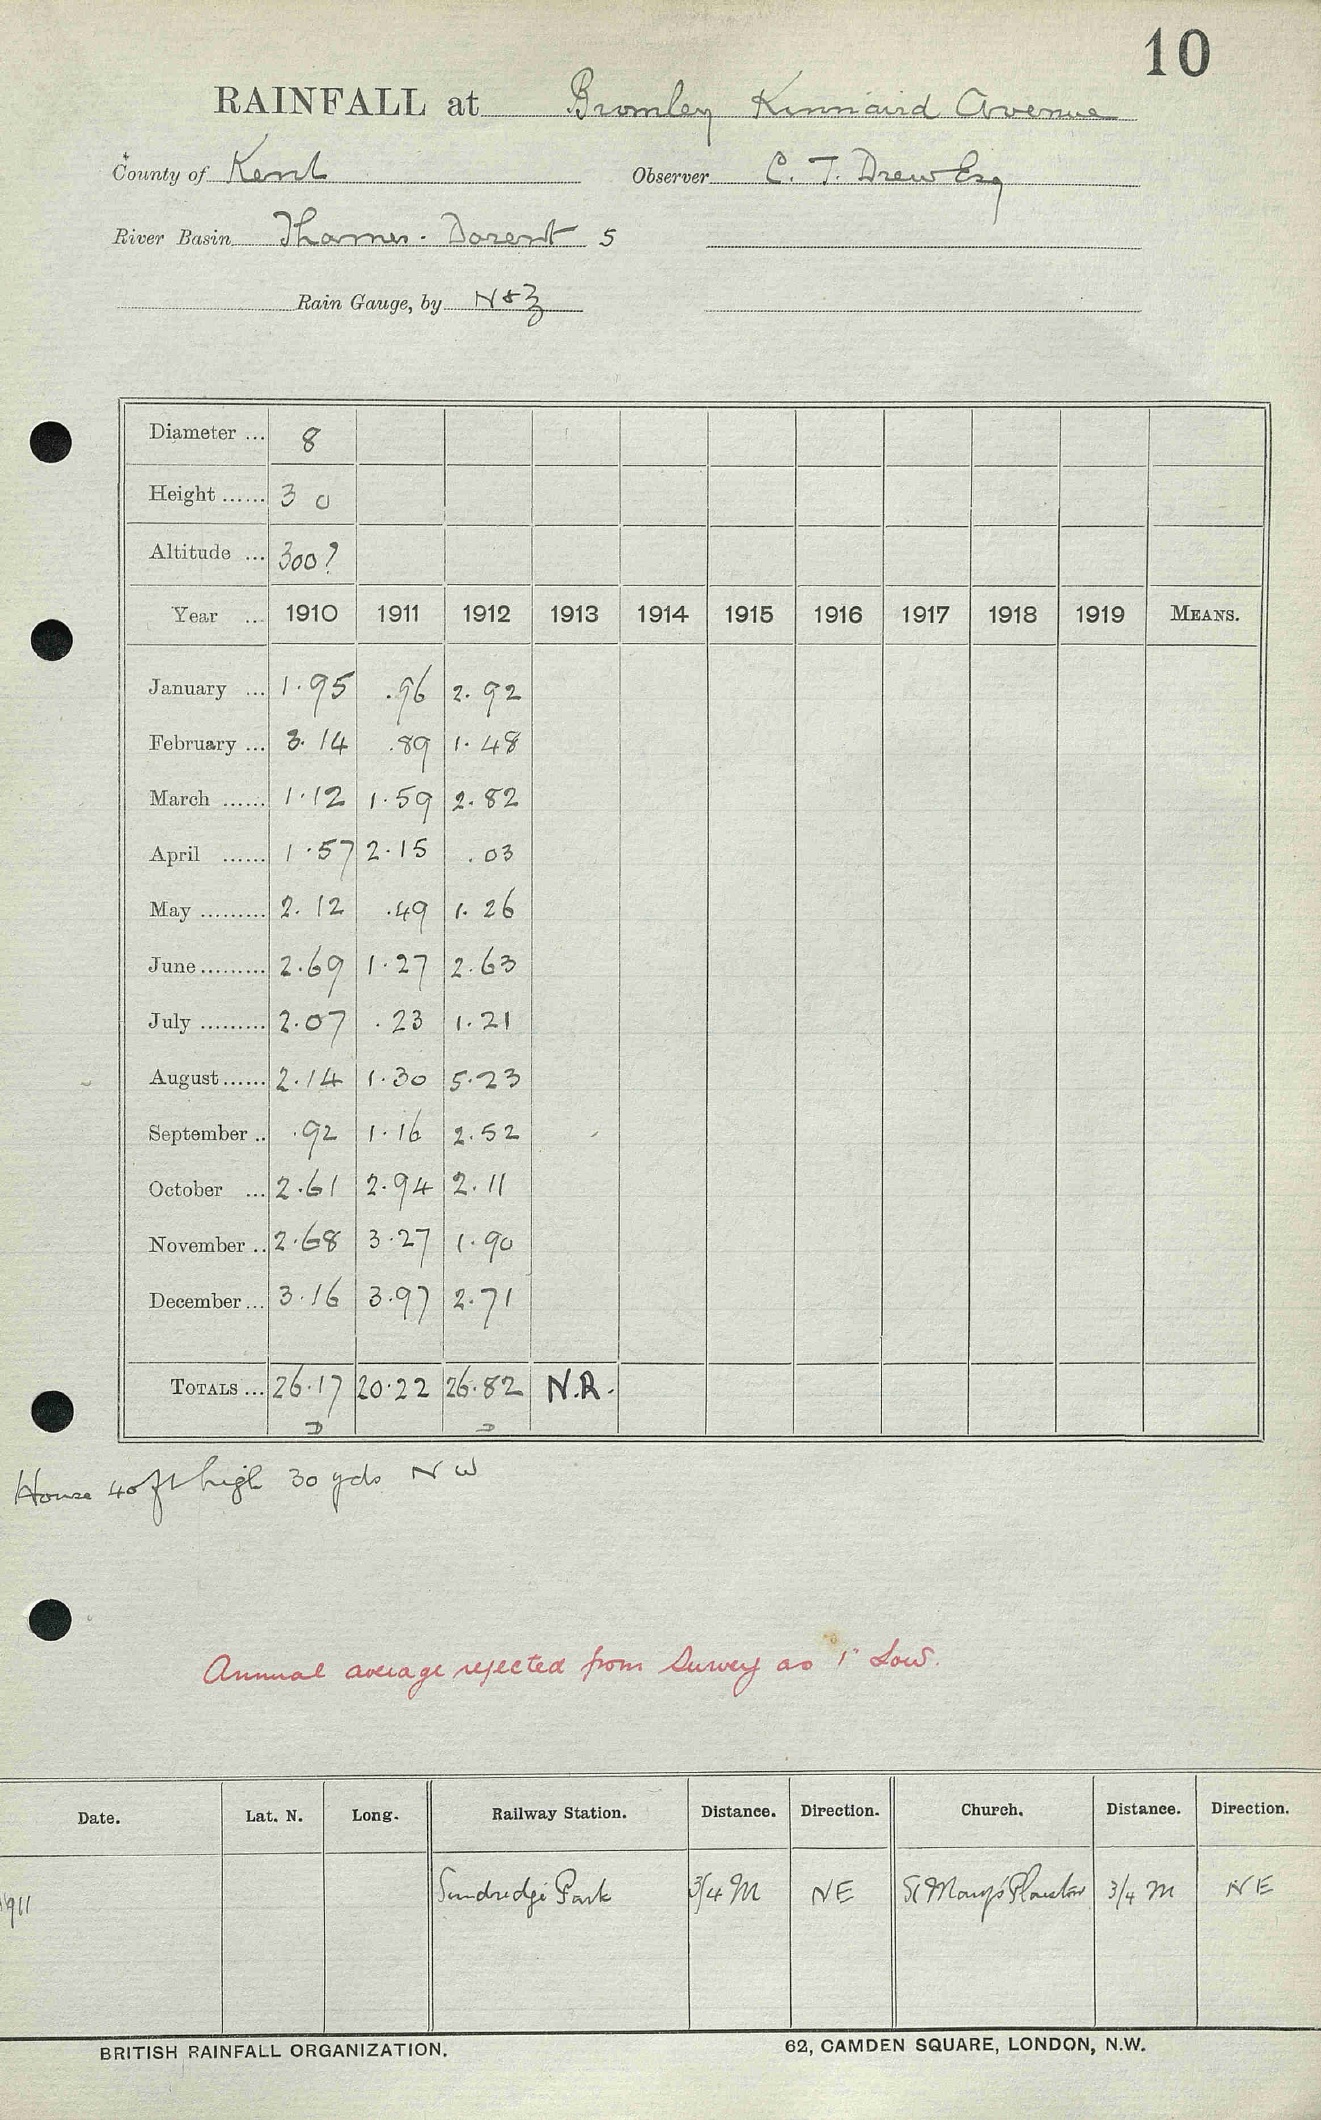 10
RAINFALL at Bromley Kinnaird Avenue
County of Kent Observer C. T. Drew Esq
River Basin Thames - Darent 5
Rain Gauge, by N & Z
Diameter ... 8
Height ...... 3 0
Altitude ... 300?
Year ... 1910 1911 1912 1913 1914 1915 1916 1917 1918 1919 MEANS.
January ... 1.95 .96 2.92
February ... 3.14 .89 1.48
March ...... 1.12 1.59 2.82
April ...... 1.57 2.15 .03
May ......... 2.12 .49 1.26
June ......... 2.69 1.27 2.63
July ......... 2.07 .23 1.21
August ...... 2.14 1.30 5.23
September .. .92 1.16 2.52
October ... 2.61 2.94 2.11
November .. 2.68 3.27 1.90
December ... 3.16 3.97 2.71
TOTALS ... 26.17 20.22 26.82 N.R.
D D
House 40 ft high 30 yds NW
Annual average rejected from Survey as 1" Low.
Date. Lat. N. Long. Railway Station. Distance. Direction. Church. Distance. Direction.
1911 Sundridge Park 3/4 M NE St Mary's Plaistow 3/4 M NE
BRITISH RAINFALL ORGANIZATION. 62, CAMDEN SQUARE, LONDON, N.W.